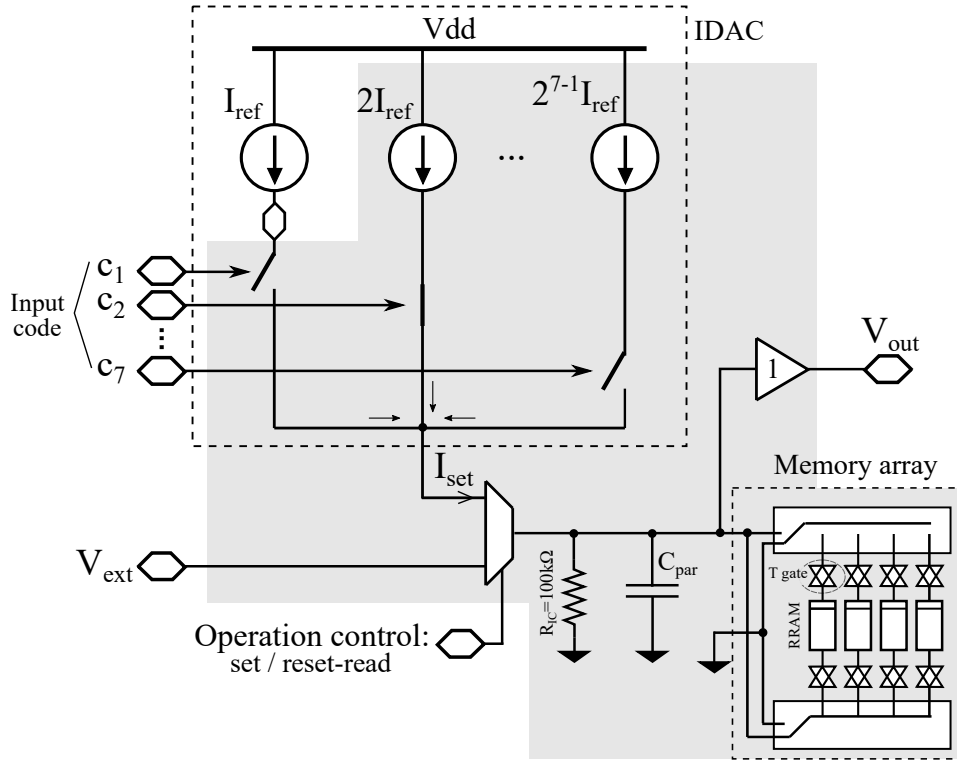 Vdd
IDAC
I_ref
2I_ref
2^{7-1}I_ref
...
Input
code
c_1
c_2
...
c_7
I_set
1
V_out
V_ext
Operation control:
set / reset-read
R_IC=100kΩ
C_par
Memory array
T gate
RRAM